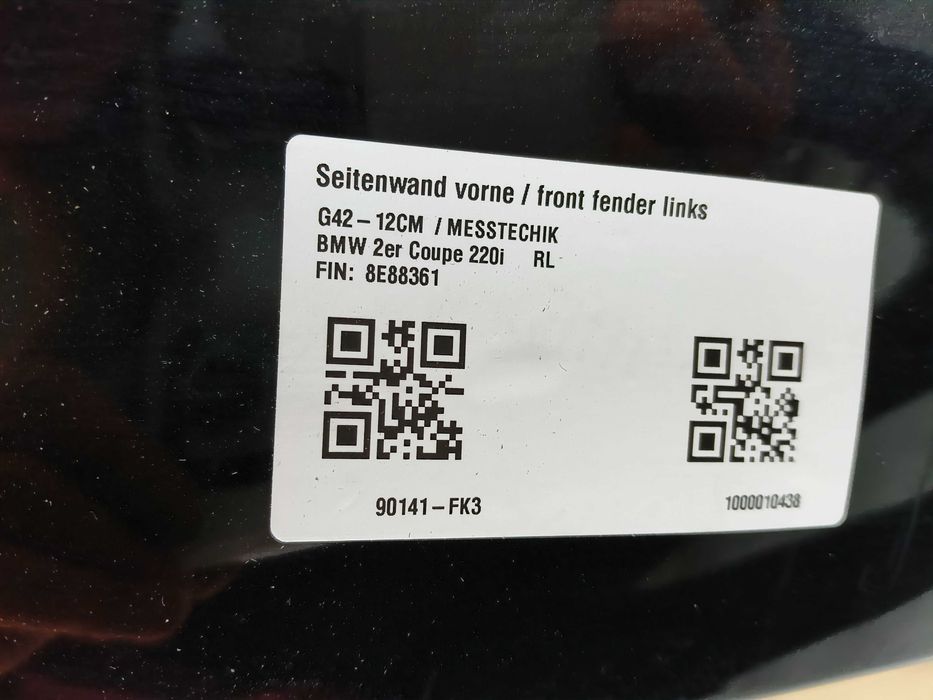 Seitenwand vorne / front fender links
G42 – 12CM / MESSTECHIK
BMW 2er Coupe 220i RL
FIN: 8E88361
90141 – FK3
1000010438